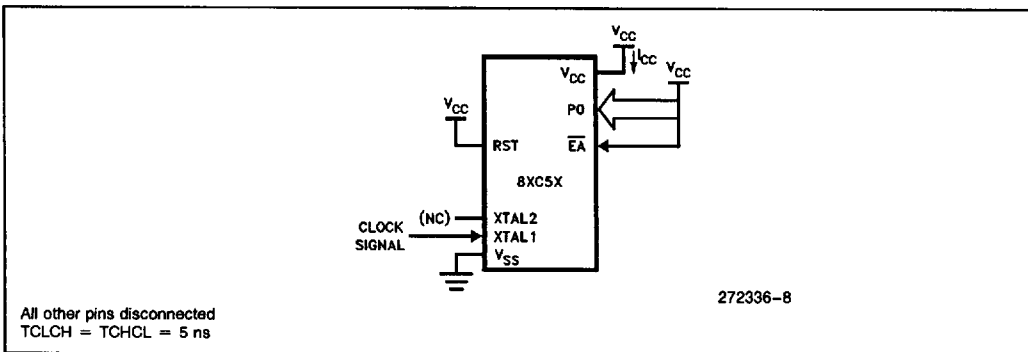 V_CC
I_CC
V_CC
V_CC
V_CC
P0
RST
E̅A̅
8XC5X
(NC)
XTAL2
CLOCK
SIGNAL
XTAL1
V_SS
272336-8
All other pins disconnected
TCLCH = TCHCL = 5 ns